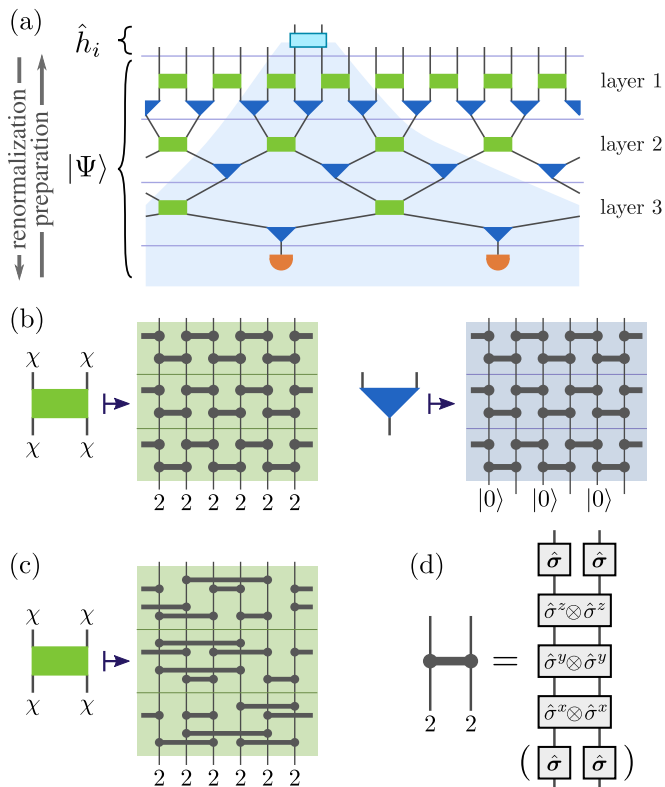 (a)
ĥᵢ
renormalization
preparation
|Ψ⟩
layer 1
layer 2
layer 3
(b)
χ χ
χ χ
2 2 2 2 2 2
|0⟩ |0⟩ |0⟩
(c)
χ χ
χ χ
2 2 2 2 2 2
(d)
2 2
=
σ̂ σ̂
σ̂ᶻ⊗σ̂ᶻ
σ̂ʸ⊗σ̂ʸ
σ̂ˣ⊗σ̂ˣ
( σ̂ σ̂ )